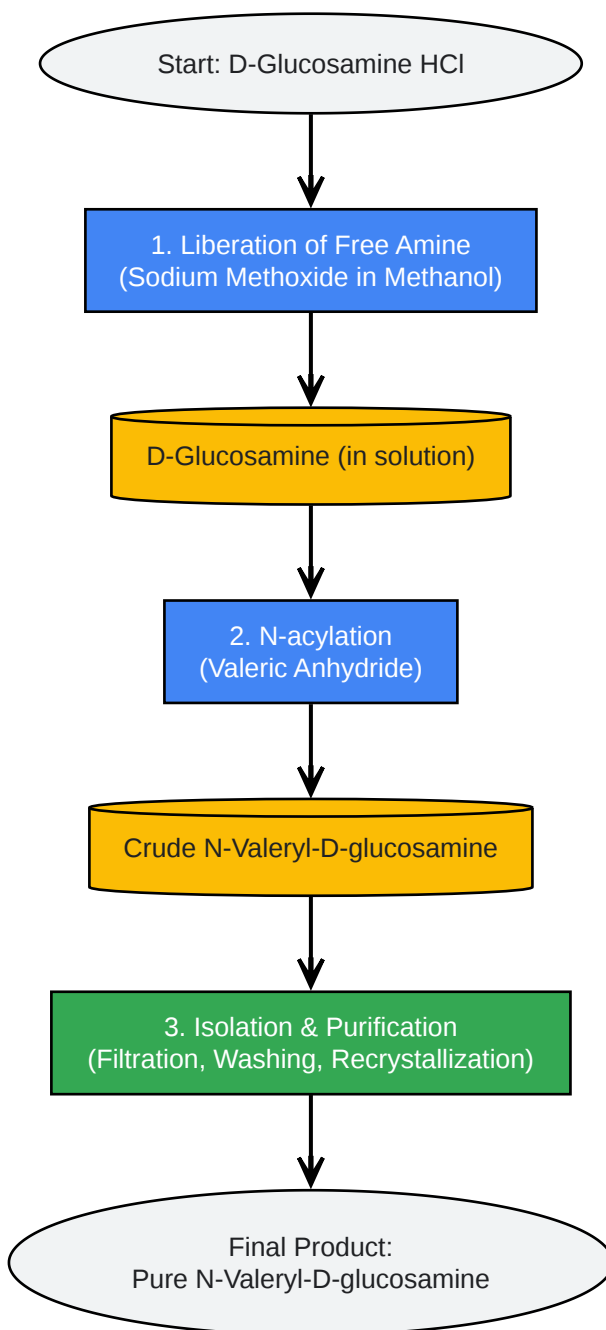 Start: D-Glucosamine HCl
1. Liberation of Free Amine
(Sodium Methoxide in Methanol)
D-Glucosamine (in solution)
2. N-acylation
(Valeric Anhydride)
Crude N-Valeryl-D-glucosamine
3. Isolation & Purification
(Filtration, Washing, Recrystallization)
Final Product:
Pure N-Valeryl-D-glucosamine